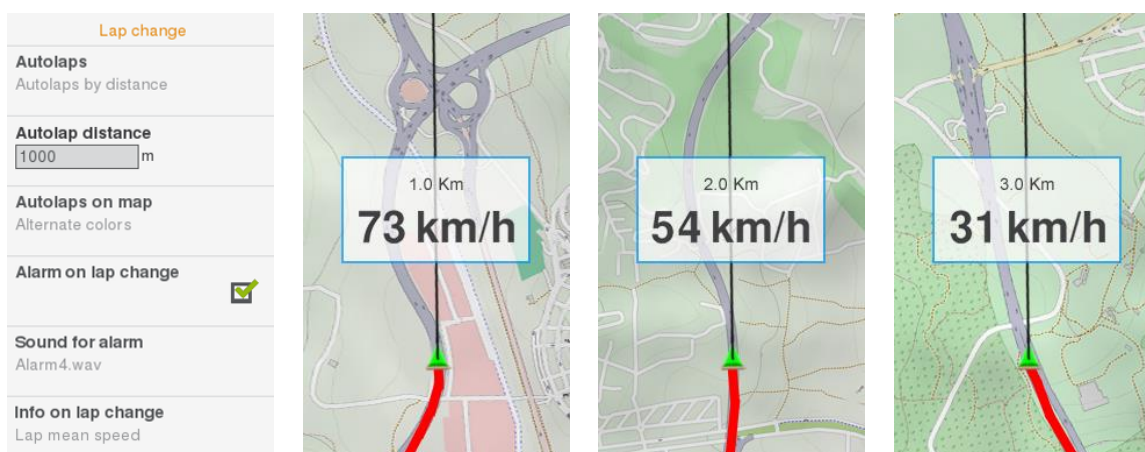 Lap change
Autolaps
Autolaps by distance
Autolap distance
1000 m
Autolaps on map
Alternate colors
Alarm on lap change
Sound for alarm
Alarm4.wav
Info on lap change
Lap mean speed
1.0 Km
73 km/h
2.0 Km
54 km/h
3.0 Km
31 km/h